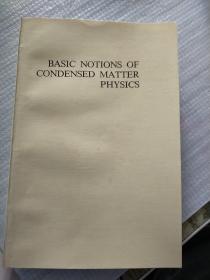 BASIC NOTIONS OF
CONDENSED MATTER
PHYSICS